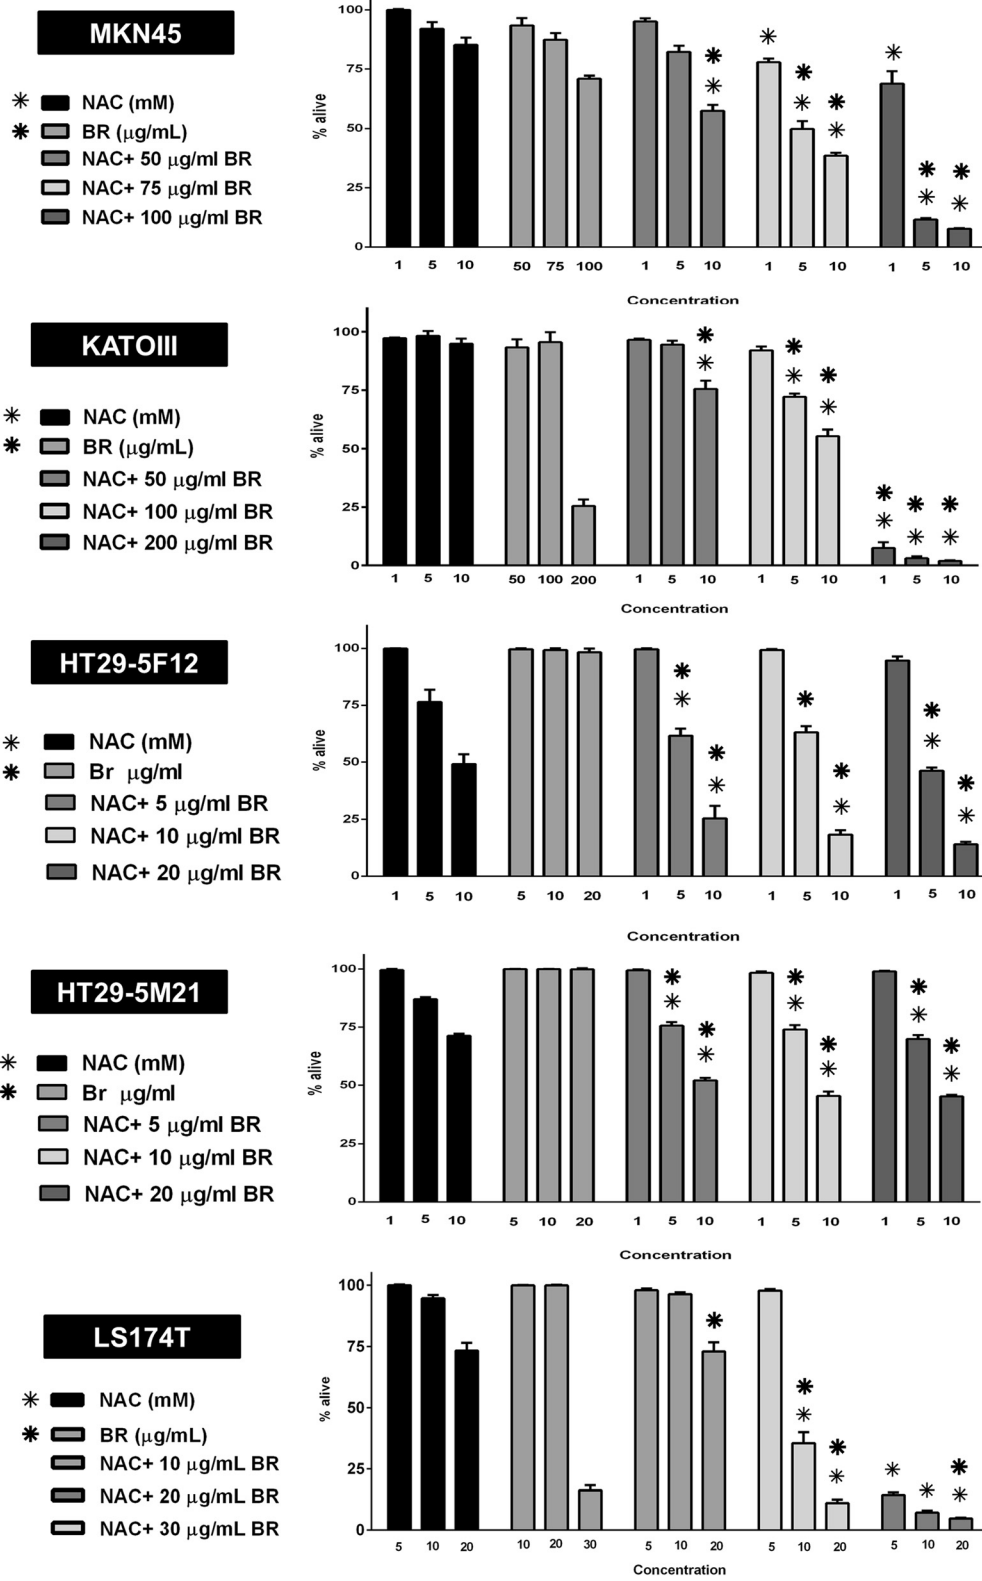 MKN45
✳ NAC (mM)
✱ BR (μg/mL)
NAC+ 50 μg/ml BR
NAC+ 75 μg/ml BR
NAC+ 100 μg/ml BR
% alive
100
75
50
25
0
1 5 10 50 75 100 1 5 10 1 5 10 1 5 10
Concentration
KATOIII
✳ NAC (mM)
✱ BR (μg/mL)
NAC+ 50 μg/ml BR
NAC+ 100 μg/ml BR
NAC+ 200 μg/ml BR
% alive
100
75
50
25
0
1 5 10 50 100 200 1 5 10 1 5 10 1 5 10
Concentration
HT29-5F12
✳ NAC (mM)
✱ Br μg/ml
NAC+ 5 μg/ml BR
NAC+ 10 μg/ml BR
NAC+ 20 μg/ml BR
% alive
100
75
50
25
0
1 5 10 5 10 20 1 5 10 1 5 10 1 5 10
Concentration
HT29-5M21
✳ NAC (mM)
✱ Br μg/ml
NAC+ 5 μg/ml BR
NAC+ 10 μg/ml BR
NAC+ 20 μg/ml BR
% alive
100
75
50
25
0
1 5 10 5 10 20 1 5 10 1 5 10 1 5 10
Concentration
LS174T
✳ NAC (mM)
✱ BR (μg/mL)
NAC+ 10 μg/mL BR
NAC+ 20 μg/mL BR
NAC+ 30 μg/mL BR
% alive
100
75
50
25
0
5 10 20 10 20 30 5 10 20 5 10 20 5 10 20
Concentration